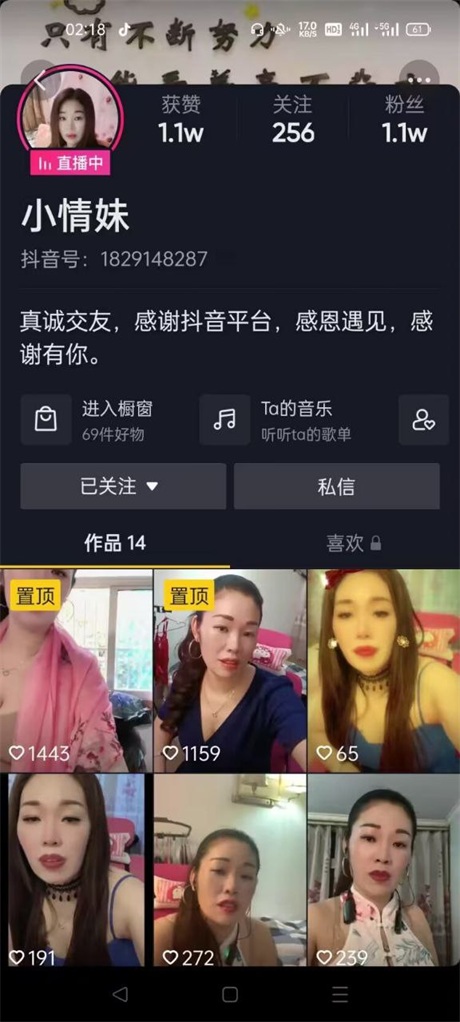 只有不断努力
02:18 17.0 KB/S HD 4G 5G 61
获赞 关注 粉丝
1.1w 256 1.1w
直播中
小情妹
抖音号：1829148287
真诚交友，感谢抖音平台，感恩遇见，感
谢有你。
进入橱窗 Ta的音乐
69件好物 听听ta的歌单
已关注 私信
作品 14 喜欢
置顶 置顶
1443 1159 65
191 272 239